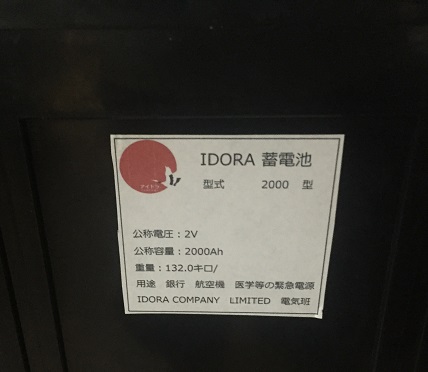 IDORA 蓄電池
型式 2000 型
公称電圧：2V
公称容量：2000Ah
重量：132.0キロ/
用途 銀行 航空機 医学等の緊急電源
IDORA COMPANY LIMITED 電気班